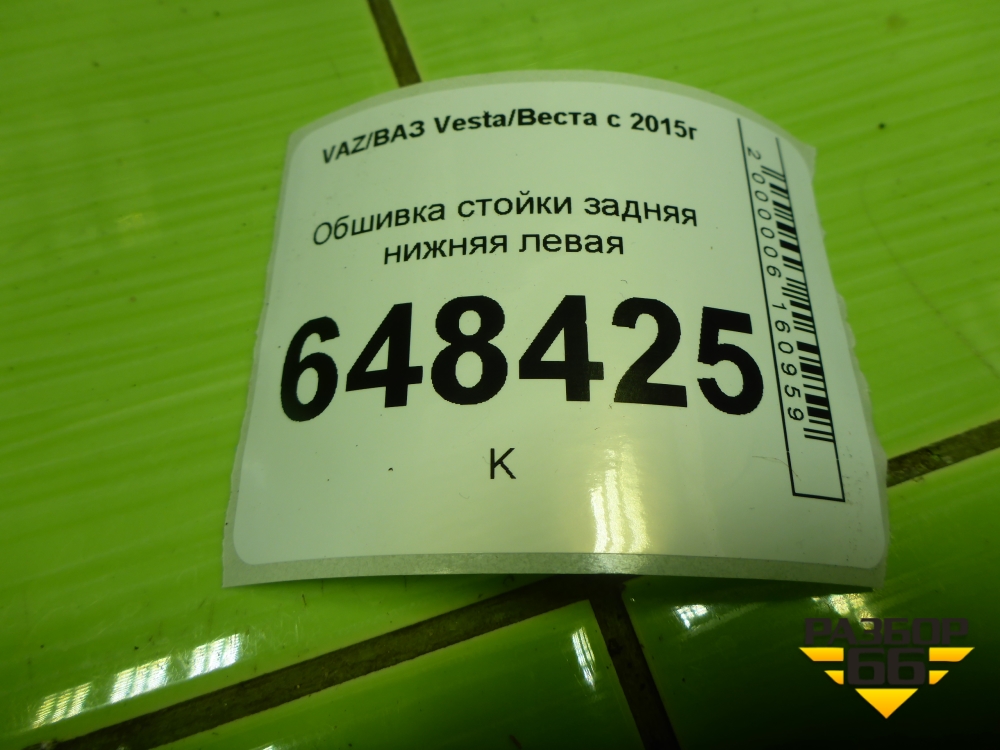 VAZ/ВАЗ Vesta/Веста с 2015г
Обшивка стойки задняя
нижняя левая
648425
К
2000006160959
РАЗБОР
66